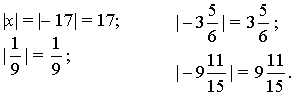 |x| = |– 17| = 17;
|1/9| = 1/9;
|–3 5/6| = 3 5/6;
|–9 11/15| = 9 11/15.